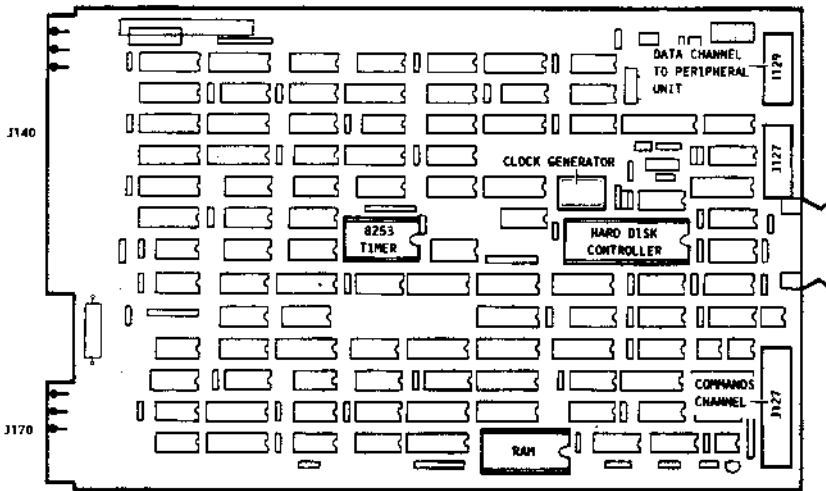 DATA CHANNEL
TO PERIPHERAL
UNIT
J129
J140
J127
CLOCK GENERATOR
8253
TIMER
HARD DISK
CONTROLLER
COMMANDS
CHANNEL
J127
J170
RAM